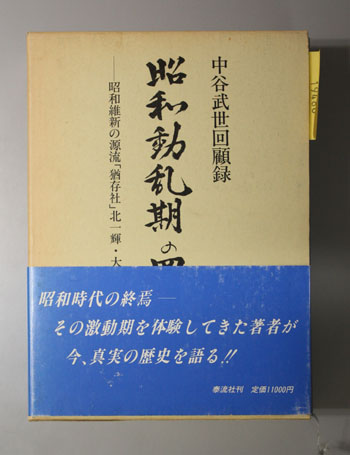 中谷武世回顧録
昭和動乱期の
―昭和維新の源流「猶存社」北一輝・大
昭和時代の終焉―
その激動期を体験してきた著者が
今、真実の歴史を語る!!
泰流社刊 定価11000円